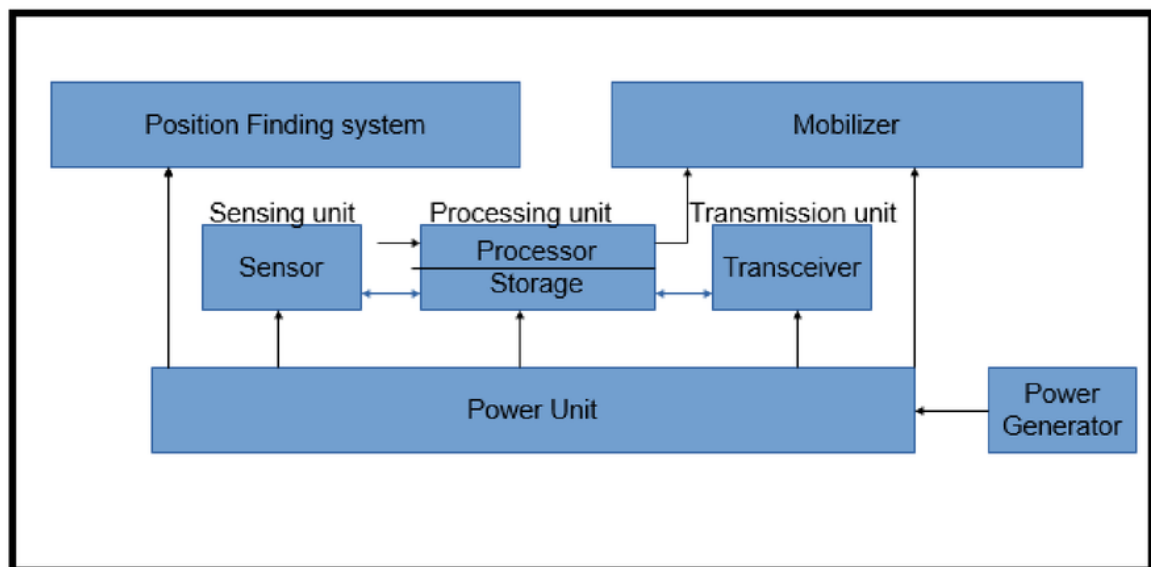 Position Finding system
Mobilizer
Sensing unit
Processing unit
Transmission unit
Sensor
Processor
Storage
Transceiver
Power Unit
Power
Generator